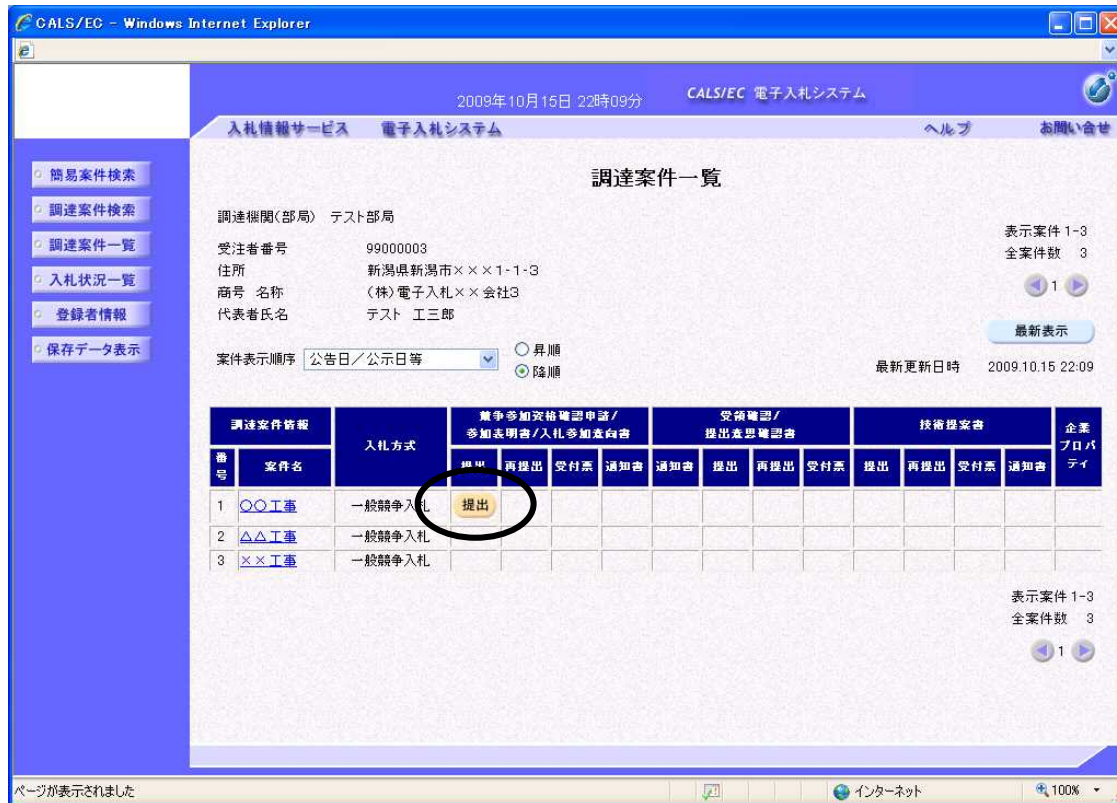 CALS/EC - Windows Internet Explorer
2009年10月15日 22時09分
CALS/EC 電子入札システム
入札情報サービス 電子入札システム ヘルプ お問い合せ
簡易案件検索
調達案件検索
調達案件一覧
入札状況一覧
登録者情報
保存データ表示
調達案件一覧
調達機関(部局) テスト部局
受注者番号 99000003
住所 新潟県新潟市×××1-1-3
商号 名称 (株)電子入札××会社3
代表者氏名 テスト 工三郎
表示案件 1-3
全案件数 3
1
最新表示
案件表示順序 公告日/公示日等
昇順
降順
最新更新日時 2009.10.15 22:09
調達案件情報 入札方式 競争参加資格確認申請/参加表明書/入札参加意向書 受領確認/提出意思確認書 技術提案書 企業プロパティ
番号 案件名 提出 再提出 受付票 通知書 通知書 提出 再提出 受付票 提出 再提出 受付票 通知書
1 ○○工事 一般競争入札 提出
2 △△工事 一般競争入札
3 ××工事 一般競争入札
表示案件 1-3
全案件数 3
1
ページが表示されました インターネット 100%